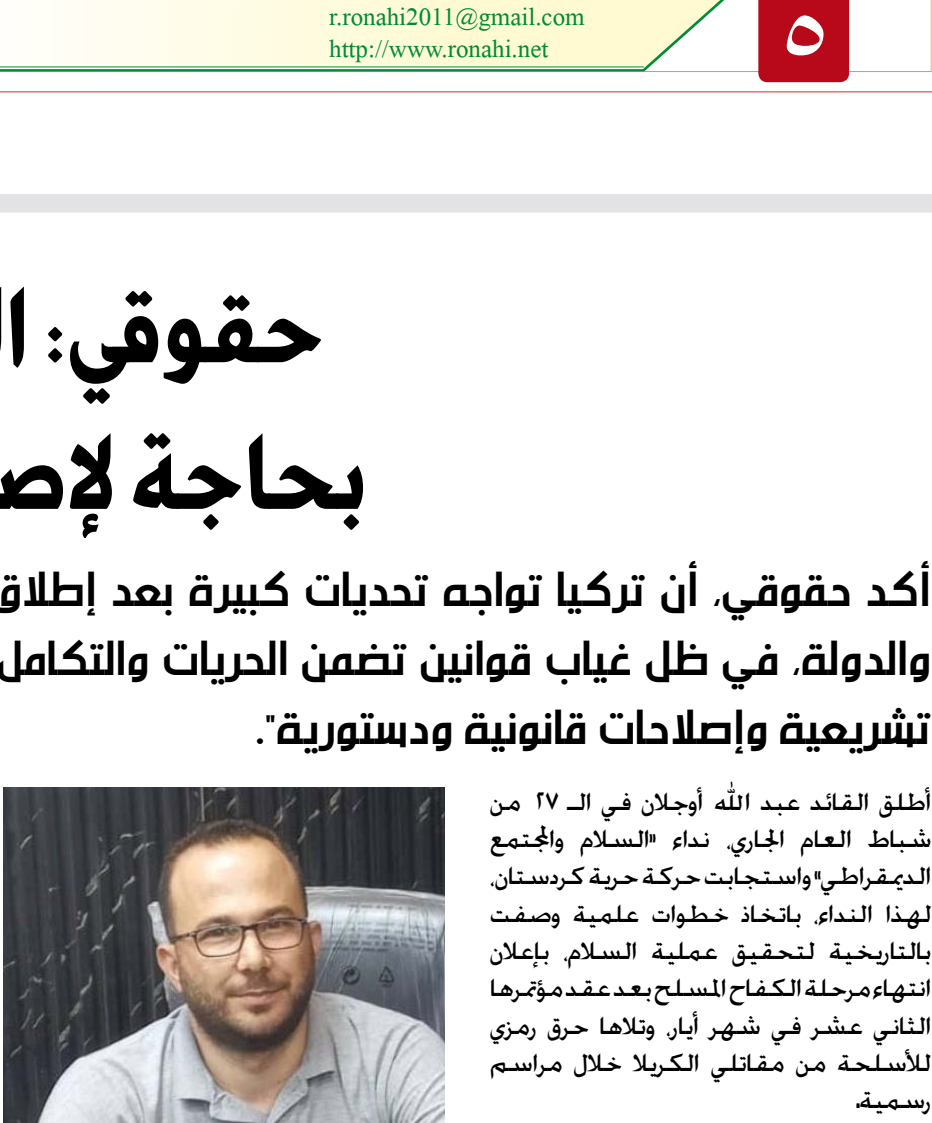 r.ronahi2011@gmail.com
http://www.ronahi.net
٥
حقوقي:
بحاجة
أكد حقوقي، أن تركيا تواجه تحديات كبيرة بعد إطلاق
والدولة، في ظل غياب قوانين تضمن الحريات والتكامل
تشريعية وإصلاحات قانونية ودستورية".
أطلق القائد عبد الله أوجلان في الـ ٢٧ من
شباط العام الجاري، نداء "السلام والمجتمع
الديمقراطي" واستجابت حركة حرية كردستان،
لهذا النداء، باتخاذ خطوات علمية وصفت
بالتاريخية لتحقيق عملية السلام، بإعلان
انتهاء مرحلة الكفاح المسلح بعد عقد مؤتمرها
الثاني عشر في شهر أيار، وتلاها حرق رمزي
للأسلحة من مقاتلي الكريلا خلال مراسم
رسمية.